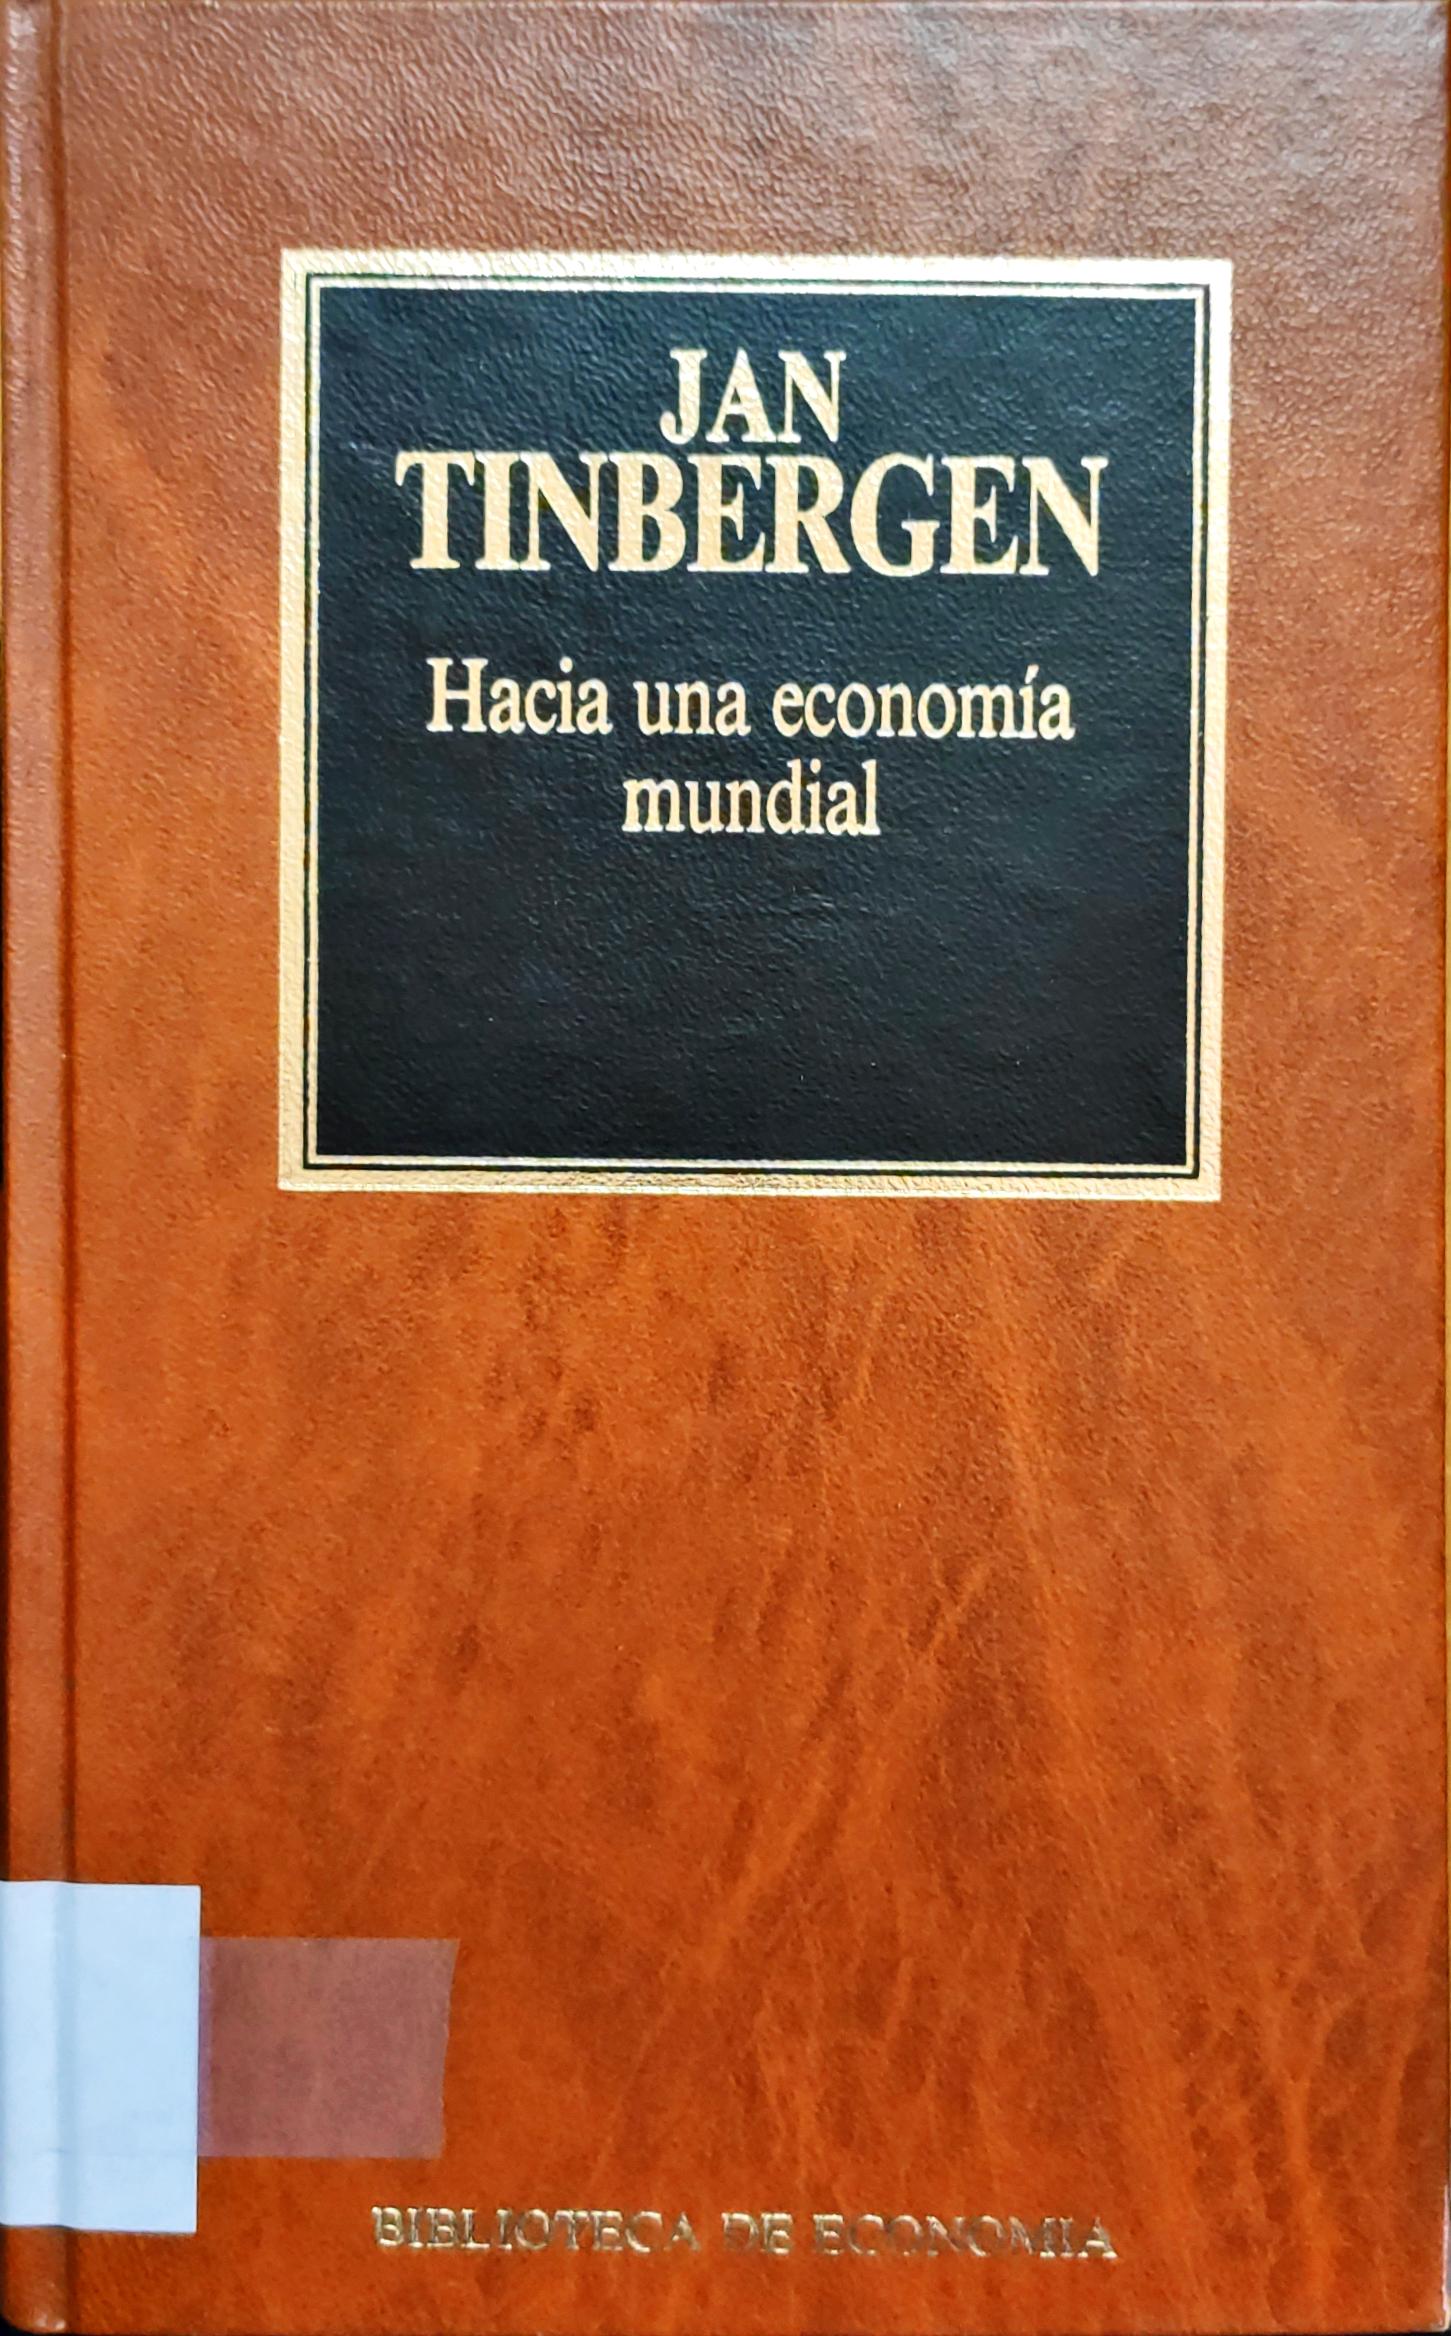 JAN
TINBERGEN
Hacia una economía
mundial
BIBLIOTECA DE ECONOMIA